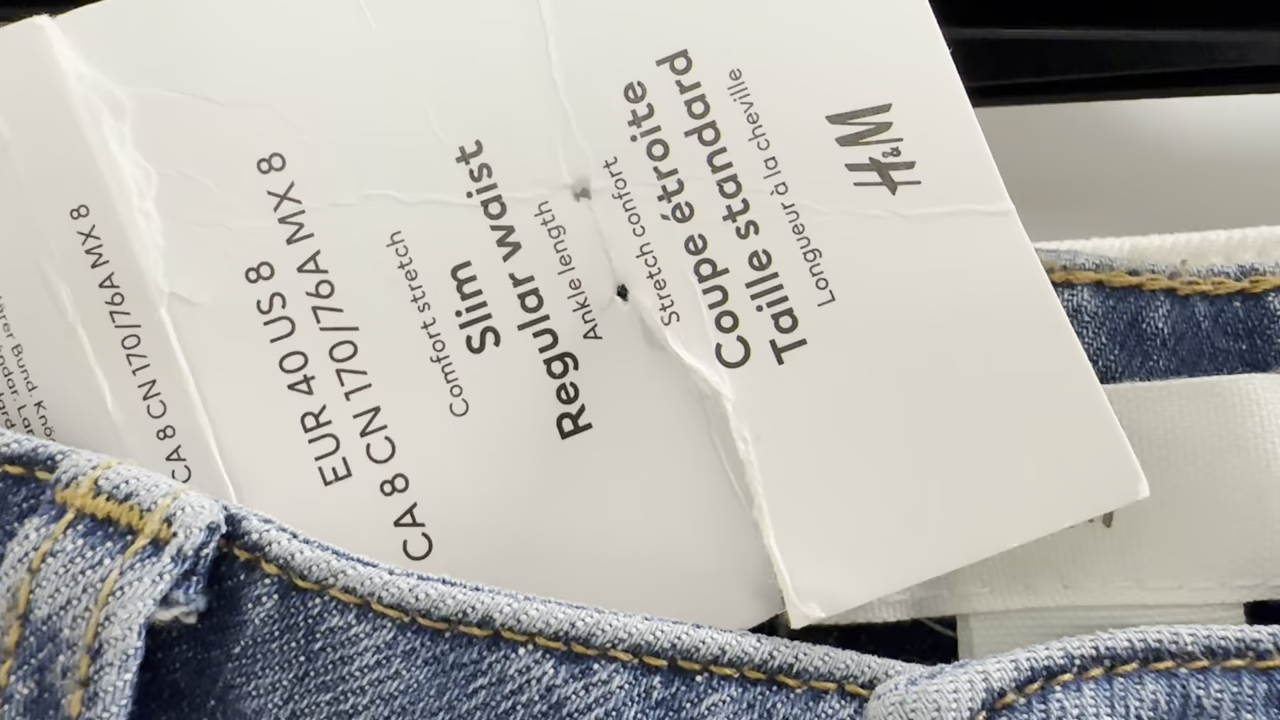 H&M
Stretch confort
Coupe étroite
Taille standard
Longueur à la cheville
Comfort stretch
Slim
Regular waist
Ankle length
EUR 40 US 8
CN 170/76A MX 8
CA 8
CA 8 CN 170/76A MX 8